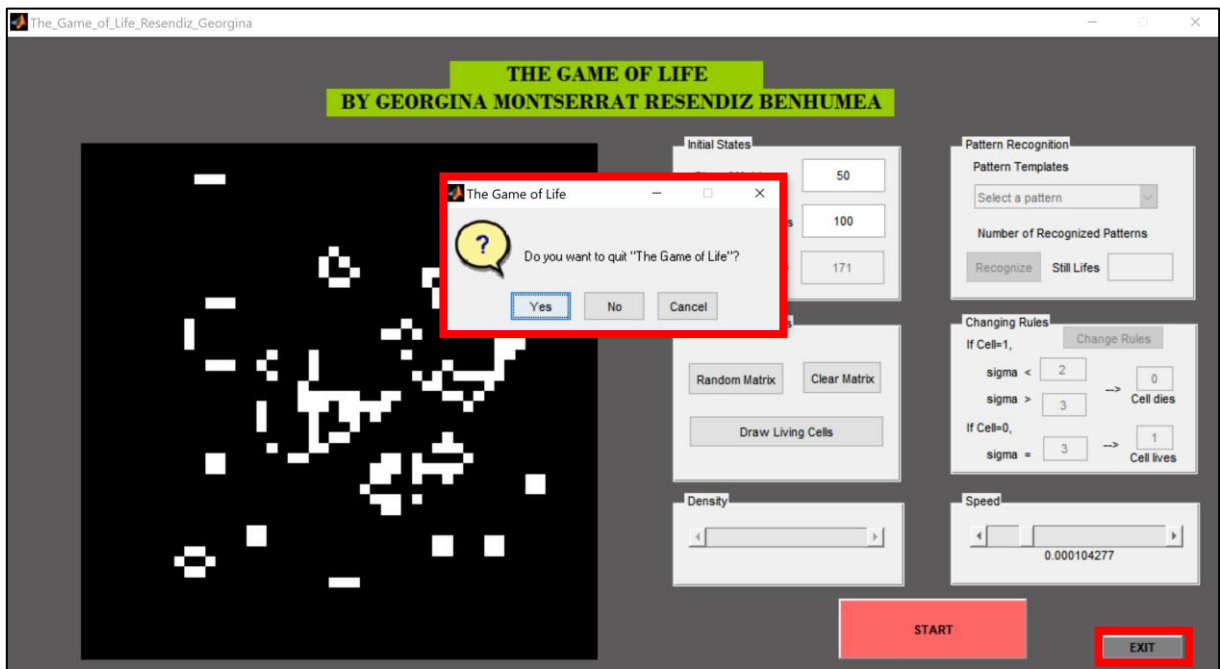 The_Game_of_Life_Resendiz_Georgina
THE GAME OF LIFE
BY GEORGINA MONTSERRAT RESENDIZ BENHUMEA
Initial States
50
100
171
The Game of Life
?
Do you want to quit "The Game of Life"?
Yes No Cancel
Random Matrix Clear Matrix
Draw Living Cells
Density
Pattern Recognition
Pattern Templates
Select a pattern
Number of Recognized Patterns
Recognize Still Lifes
Changing Rules
Change Rules
If Cell=1,
sigma < 2
sigma > 3
--> 0
Cell dies
If Cell=0,
sigma = 3 --> 1
Cell lives
Speed
0.000104277
START
EXIT